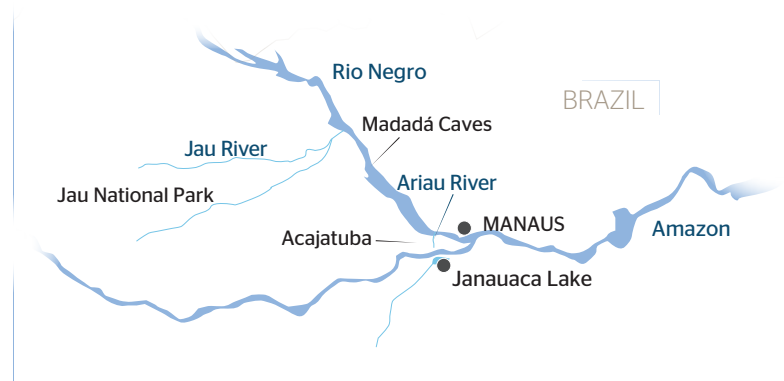 Rio Negro
BRAZIL
Madadá Caves
Jau River
Ariau River
Jau National Park
MANAUS
Amazon
Acajatuba
Janauaca Lake